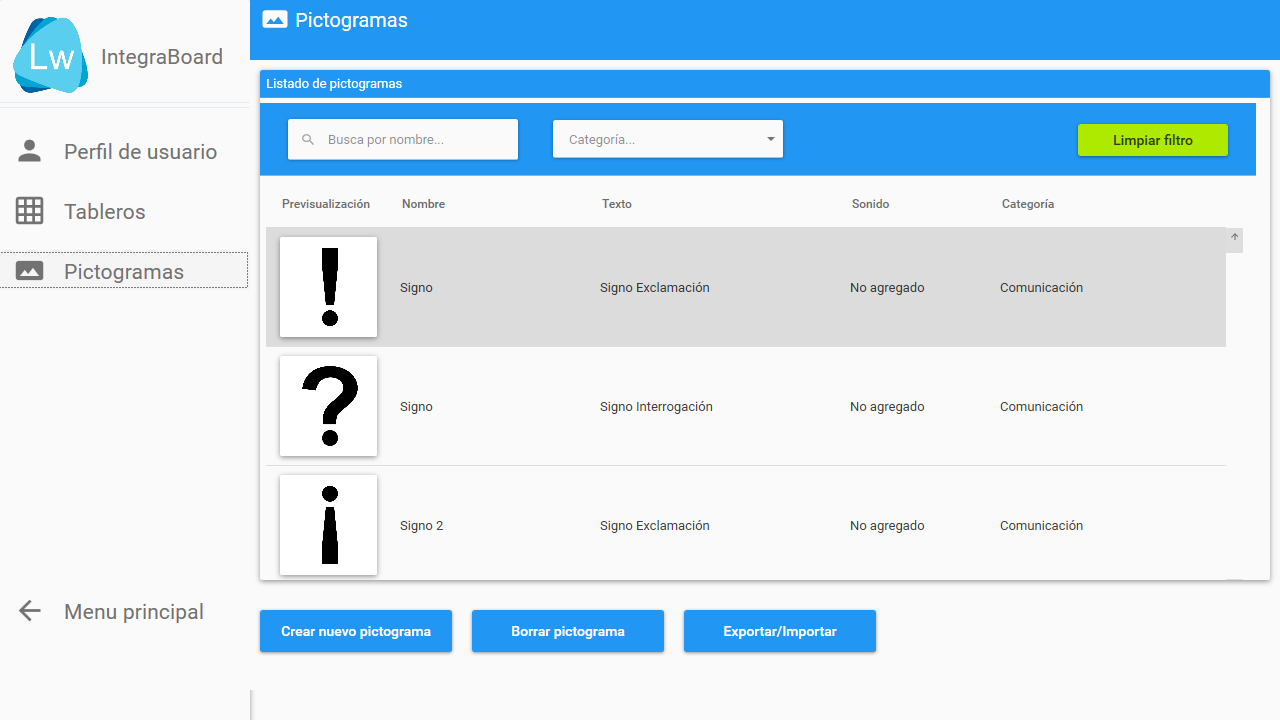 Lw IntegraBoard
Perfil de usuario
Tableros
Pictogramas
Menu principal
Pictogramas
Listado de pictogramas
Busca por nombre... Categoría... Limpiar filtro
Previsualización Nombre Texto Sonido Categoría
! Signo Signo Exclamación No agregado Comunicación
? Signo Signo Interrogación No agregado Comunicación
¡ Signo 2 Signo Exclamación No agregado Comunicación
Crear nuevo pictograma Borrar pictograma Exportar/Importar